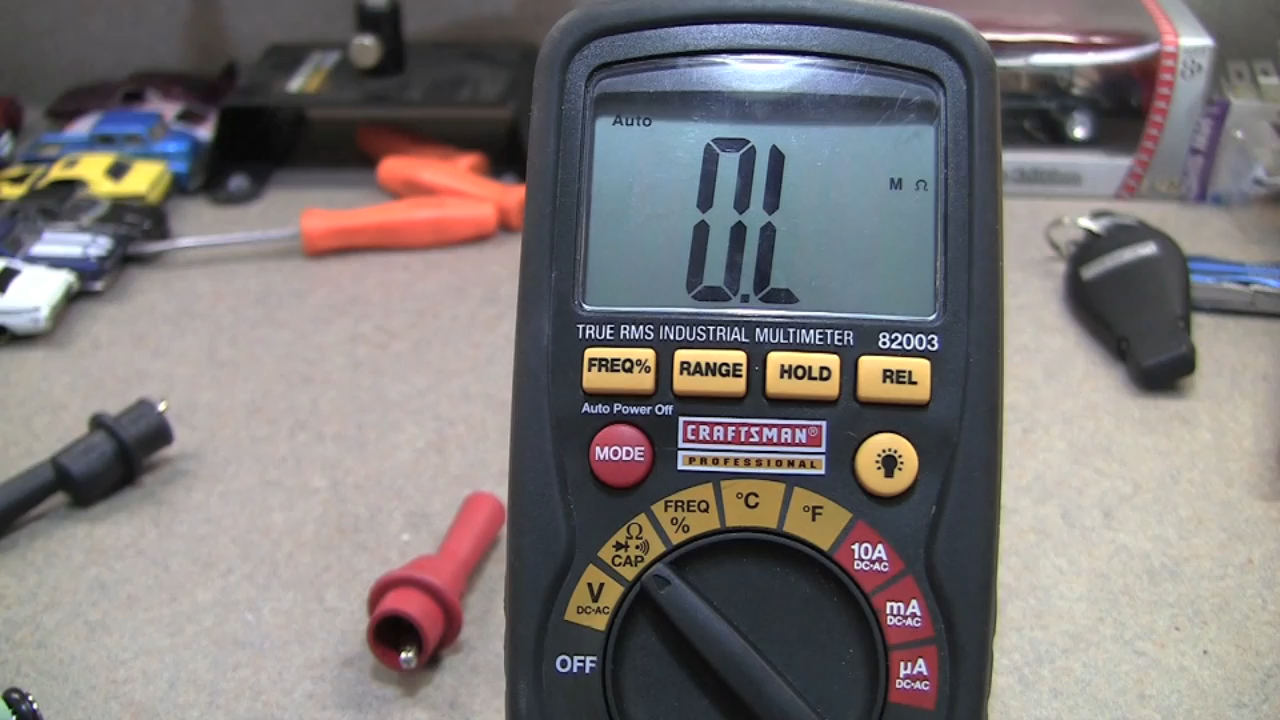 Auto
0.L
M Ω
TRUE RMS INDUSTRIAL MULTIMETER 82003
FREQ% RANGE HOLD REL
Auto Power Off
CRAFTSMAN®
PROFESSIONAL
MODE
FREQ
%
°C
°F
Ω
CAP
10A
DC·AC
V
DC·AC
mA
DC·AC
OFF
µA
DC·AC